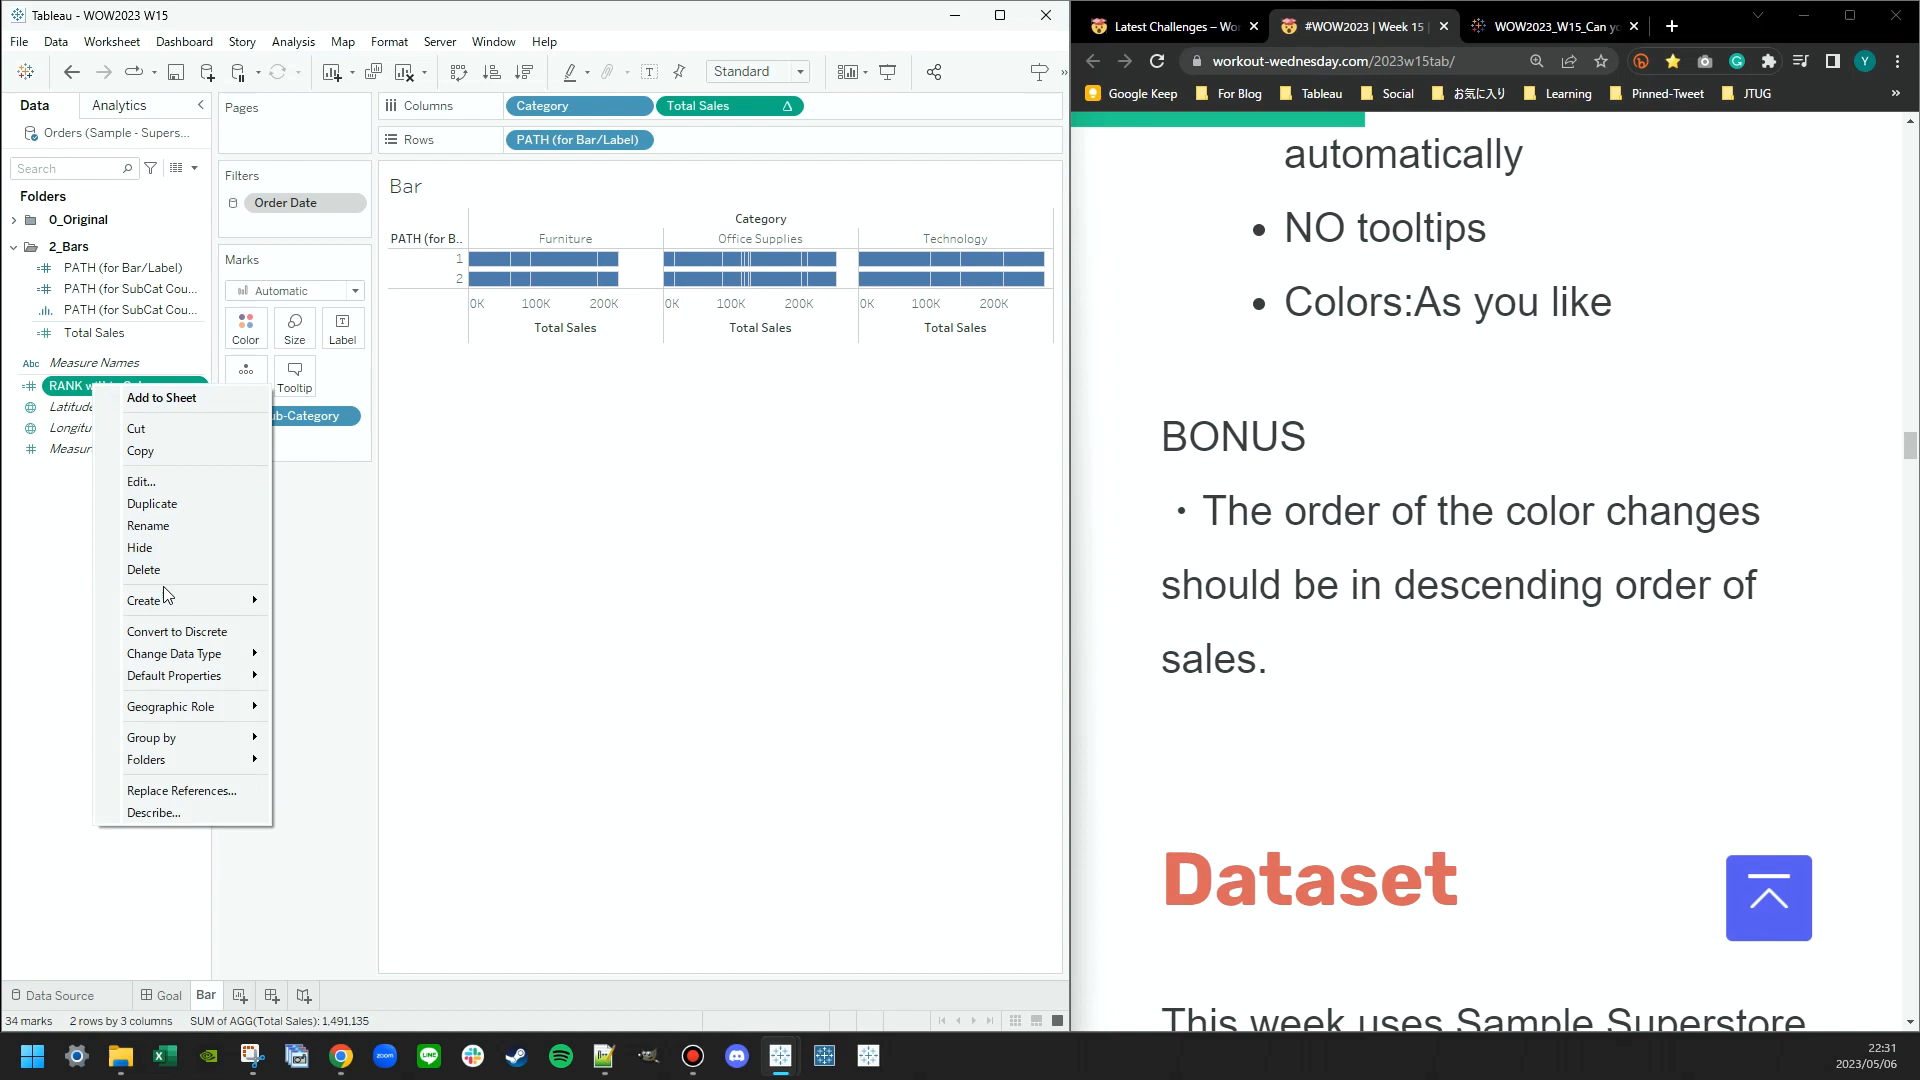 Tableau - WOW2023 W15
File Data Worksheet Dashboard Story Analysis Map Format Server Window Help
Standard
Data Analytics
Orders (Sample - Supers...
Search
Folders
0_Original
2_Bars
PATH (for Bar/Label)
PATH (for SubCat Cou...
PATH (for SubCat Cou...
Total Sales
Abc Measure Names
RANK
Latitude
Longitu
Measur
Add to Sheet
Cut
Copy
Edit...
Duplicate
Rename
Hide
Delete
Create
Convert to Discrete
Change Data Type
Default Properties
Geographic Role
Group by
Folders
Replace References...
Describe...
Pages
Filters
Order Date
Marks
Automatic
Color Size Label
Tooltip
ub-Category
Columns Category Total Sales
Rows PATH (for Bar/Label)
Bar
Category
PATH (for B.. Furniture Office Supplies Technology
1
2
0K 100K 200K 0K 100K 200K 0K 100K 200K
Total Sales Total Sales Total Sales
Data Source Goal Bar
34 marks 2 rows by 3 columns SUM of AGG(Total Sales): 1,491,135
Latest Challenges – Wo #WOW2023 | Week 15 WOW2023_W15_Can yo
workout-wednesday.com/2023w15tab/
Y
Google Keep For Blog Tableau Social お気に入り Learning Pinned-Tweet JTUG
automatically
• NO tooltips
• Colors:As you like
BONUS
・The order of the color changes
should be in descending order of
sales.
Dataset
This week uses Sample Superstore
zoom
LINE
22:31
2023/05/06